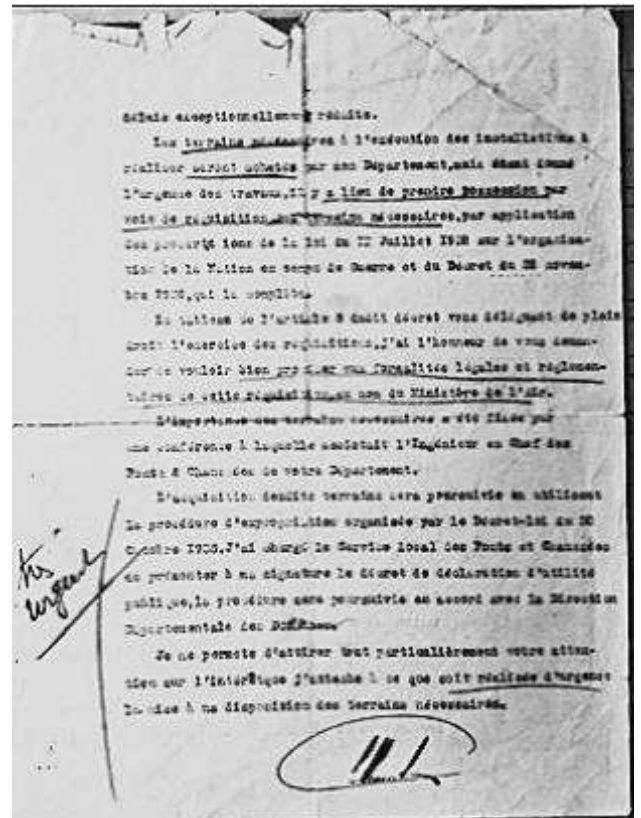 délais exceptionnellement réduits.
Les terrains nécessaires à l'exécution des installations à
réaliser seront achetés par mon Département, mais étant donné
l'urgence des travaux, il y a lieu de prendre possession par
voie de réquisition des terrains nécessaires, par application
des prescriptions de la loi du Juillet 1938 sur l'organisa-
tion de la Nation en temps de Guerre et du Décret du 28 novem-
bre qui la complète.
La de l'article 8 dudit décret vous déléguant de plein
droit l'exercice des réquisitions, j'ai l'honneur de vous deman-
der de vouloir bien procéder aux formalités légales et réglemen-
taires de cette réquisition, au nom du Ministère de l'Air.
L'importance des terrains nécessaires a été fixée par
une conférence à laquelle assistait l'Ingénieur en Chef des
Ponts & Chaussées de votre Département.
L'acquisition desdits terrains sera poursuivie en utilisant
la procédure d'expropriation organisée par le Décret-loi du 30
Octobre 1935. J'ai chargé le Service local des Ponts et Chaussées
de présenter à ma signature le décret de déclaration d'utilité
publique, la procédure sera poursuivie en accord avec la Direction
Départementale des Domaines.
Je me permets d'attirer tout particulièrement votre atten-
tion sur l'intérêt que j'attache à ce que soit réalisée d'urgence
la mise à ma disposition des terrains nécessaires.
très
urgent